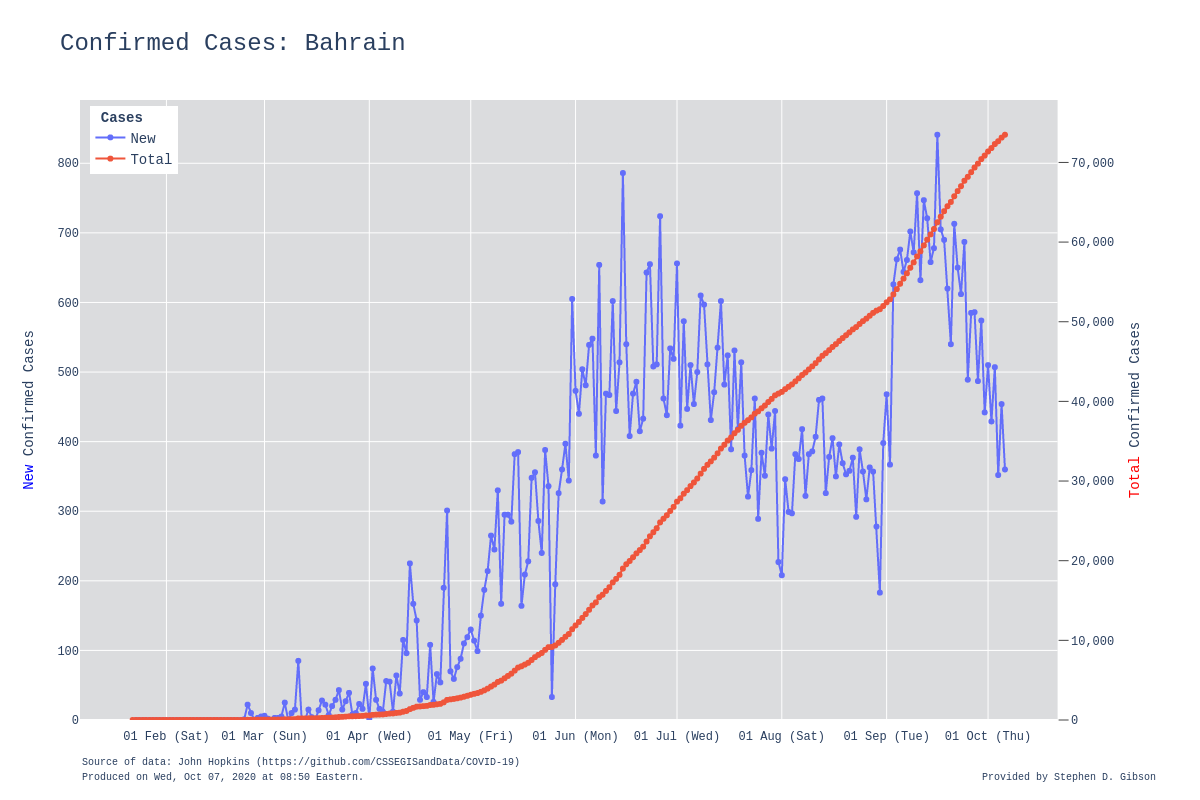 Confirmed Cases: Bahrain
Cases
New
Total
800
700
600
500
400
300
200
100
0
70,000
60,000
50,000
40,000
30,000
20,000
10,000
0
New Confirmed Cases
Total Confirmed Cases
01 Feb (Sat) 01 Mar (Sun) 01 Apr (Wed) 01 May (Fri) 01 Jun (Mon) 01 Jul (Wed) 01 Aug (Sat) 01 Sep (Tue) 01 Oct (Thu)
Source of data: John Hopkins (https://github.com/CSSEGISandData/COVID-19)
Produced on Wed, Oct 07, 2020 at 08:50 Eastern.
Provided by Stephen D. Gibson